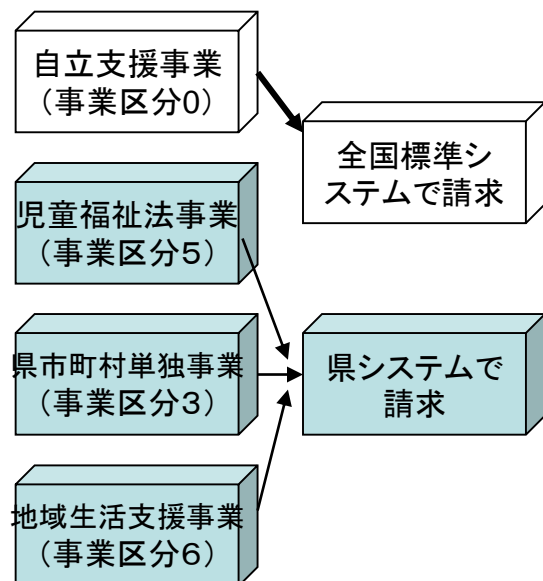 自立支援事業
（事業区分０）
全国標準シ
ステムで請求
児童福祉法事業
（事業区分５）
県市町村単独事業
（事業区分３）
県システムで
請求
地域生活支援事業
（事業区分６）